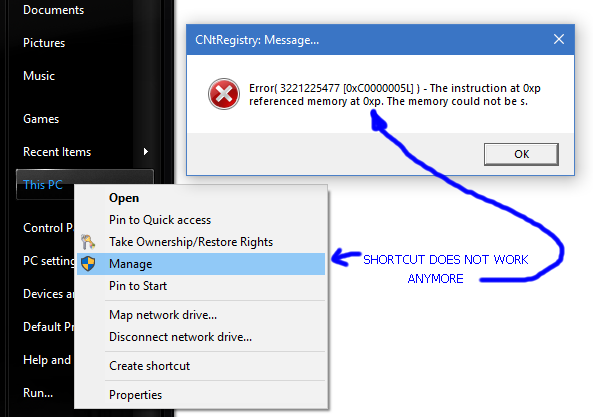 Documents
Pictures
Music
Games
Recent Items
This PC
Control P
PC setting
Devices an
Default Pr
Help and
Run...
Open
Pin to Quick access
Take Ownership/Restore Rights
Manage
Pin to Start
Map network drive...
Disconnect network drive...
Create shortcut
Properties
CNtRegistry: Message...
Error( 3221225477 [0xC0000005L] ) - The instruction at 0xp
referenced memory at 0xp. The memory could not be s.
OK
SHORTCUT DOES NOT WORK
ANYMORE